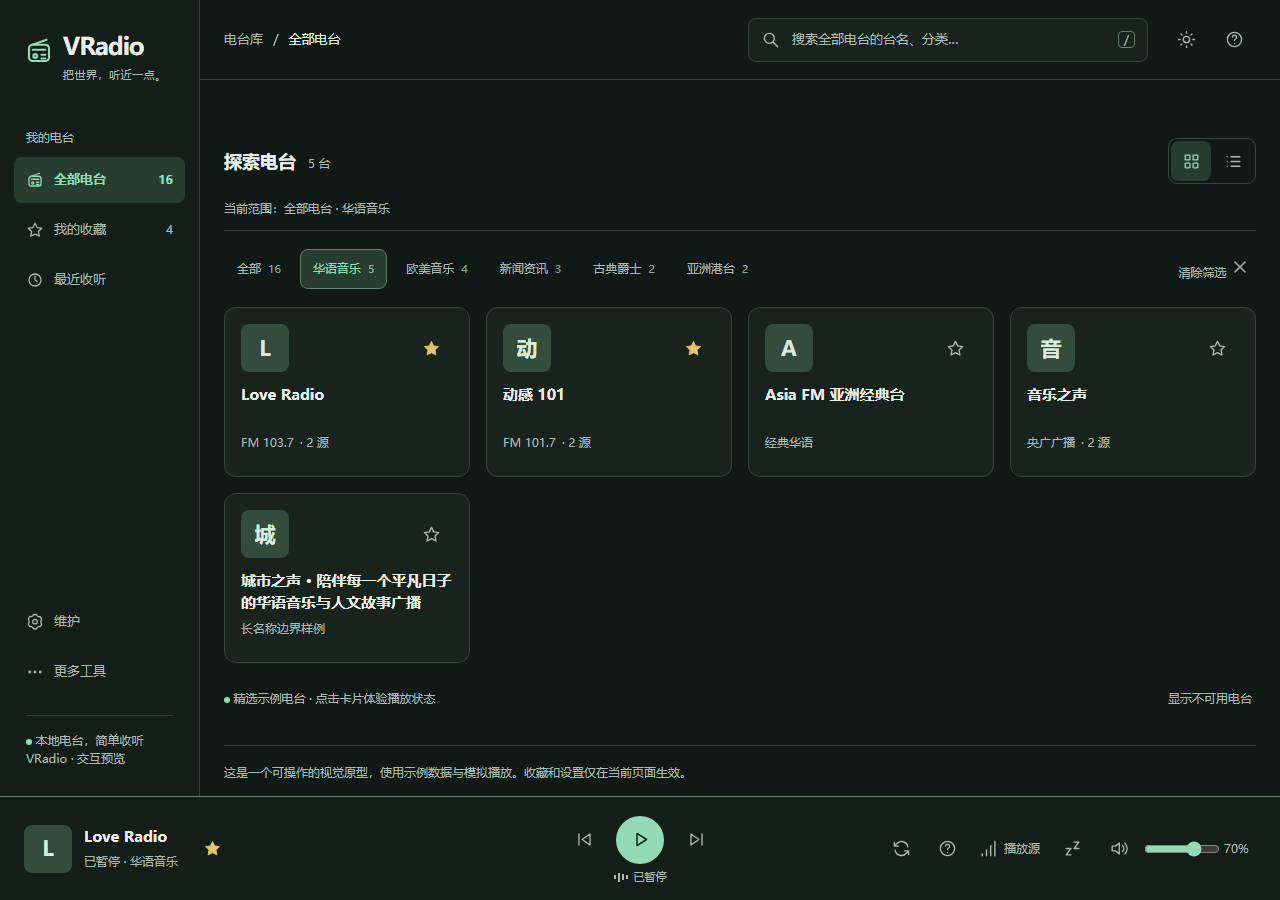 VRadio
把世界，听近一点。
我的电台
全部电台 16
我的收藏 4
最近收听
维护
更多工具
本地电台，简单收听
VRadio · 交互预览
电台库 / 全部电台
搜索全部电台的台名、分类... /
探索电台 5 台
当前范围：全部电台 · 华语音乐
全部 16 华语音乐 5 欧美音乐 4 新闻资讯 3 古典爵士 2 亚洲港台 2 清除筛选
L
Love Radio
FM 103.7 · 2 源
动
动感 101
FM 101.7 · 2 源
A
Asia FM 亚洲经典台
经典华语
音
音乐之声
央广广播 · 2 源
城
城市之声 • 陪伴每一个平凡日子
的华语音乐与人文故事广播
长名称边界样例
精选示例电台 · 点击卡片体验播放状态
显示不可用电台
这是一个可操作的视觉原型，使用示例数据与模拟播放。收藏和设置仅在当前页面生效。
L
Love Radio
已暂停 · 华语音乐
已暂停
播放源
70%